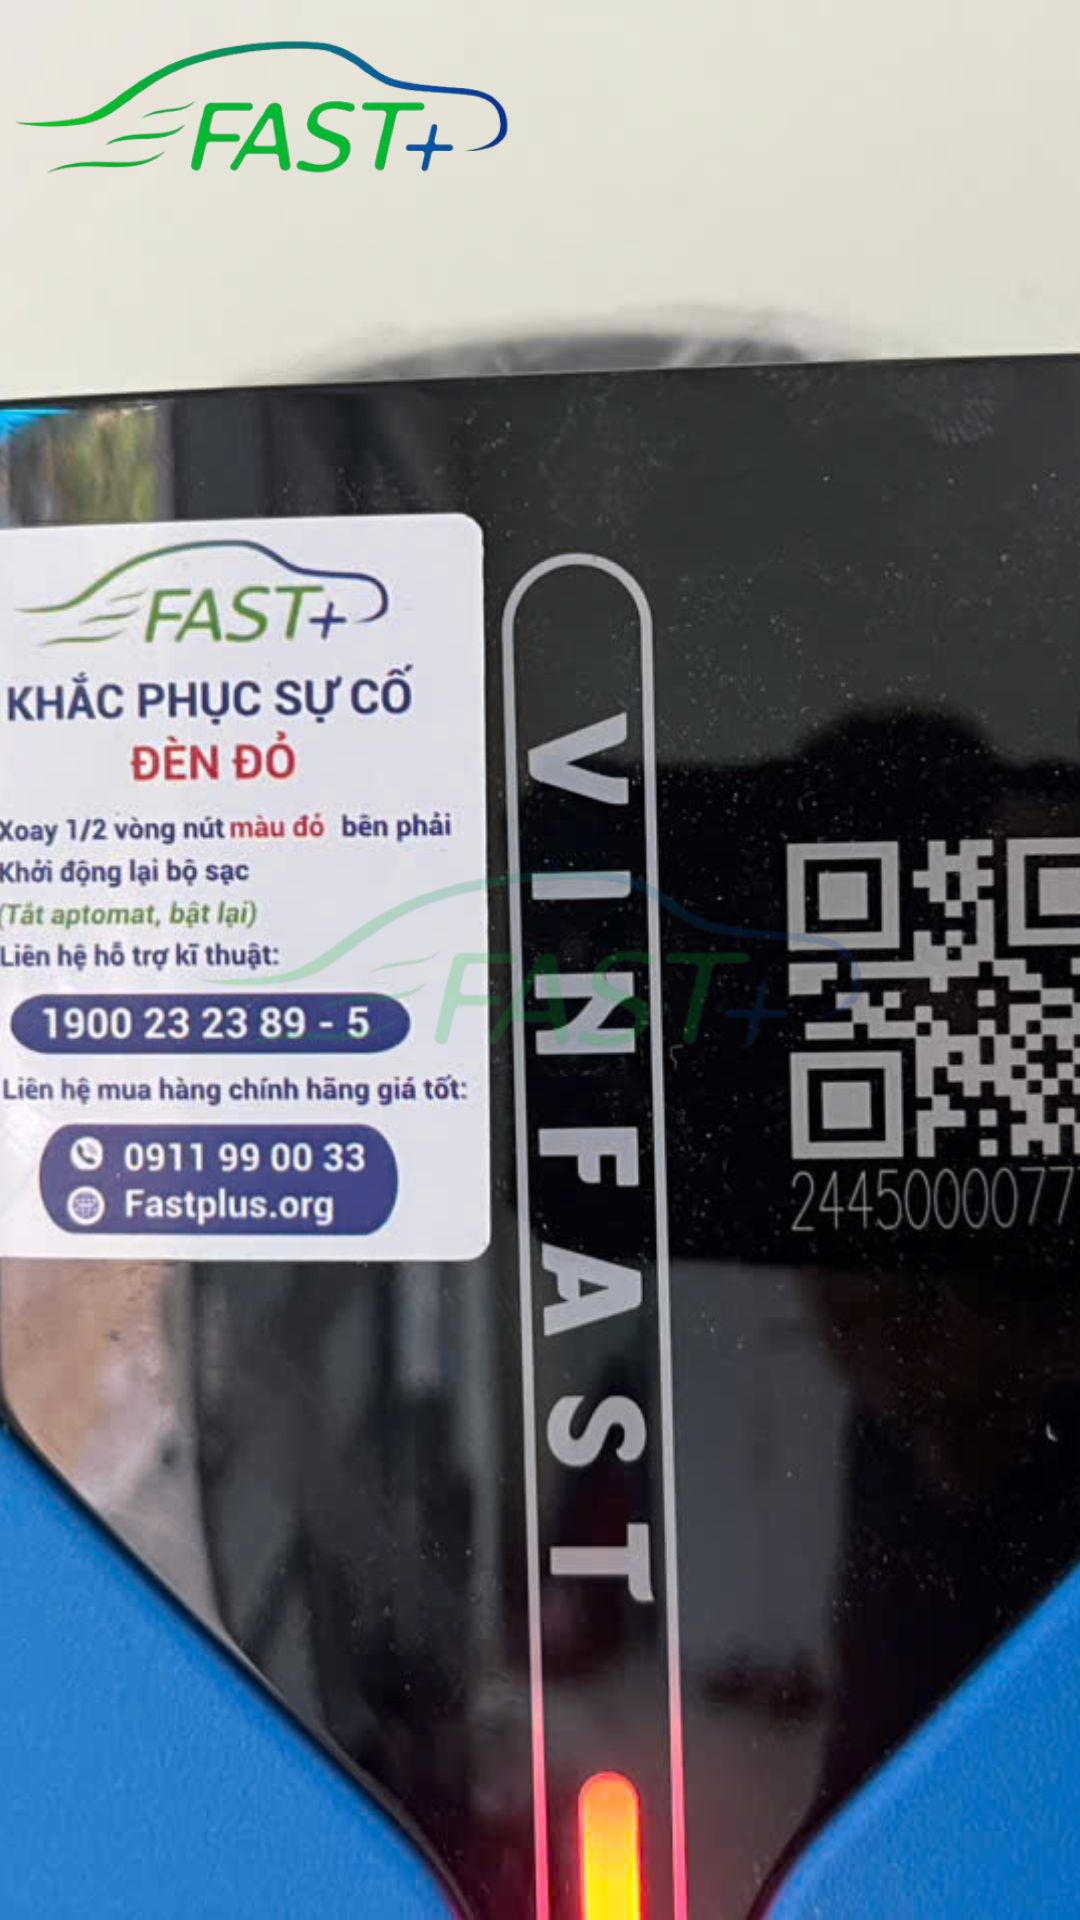 FAST+
FAST+
KHẮC PHỤC SỰ CỐ
ĐÈN ĐỎ
Xoay 1/2 vòng nút màu đỏ bên phải
Khởi động lại bộ sạc
(Tắt aptomat, bật lại)
Liên hệ hỗ trợ kĩ thuật:
1900 23 23 89 - 5
Liên hệ mua hàng chính hãng giá tốt:
0911 99 00 33
Fastplus.org
VINFAST
FAST+
24450000777